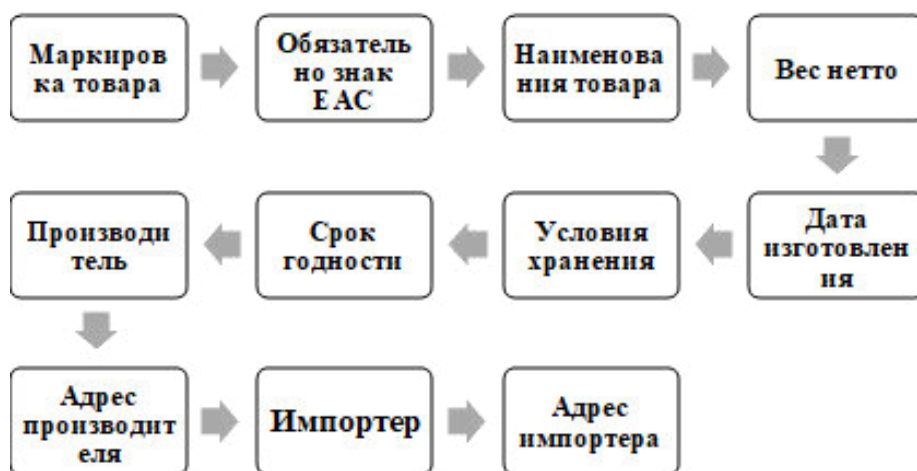 Маркиров
ка товара
Обязатель
но знак
ЕАС
Наименова
ния товара
Вес нетто
Дата
изготовлен
ия
Условия
хранения
Срок
годности
Производи
тель
Адрес
производит
еля
Импортер
Адрес
импортера